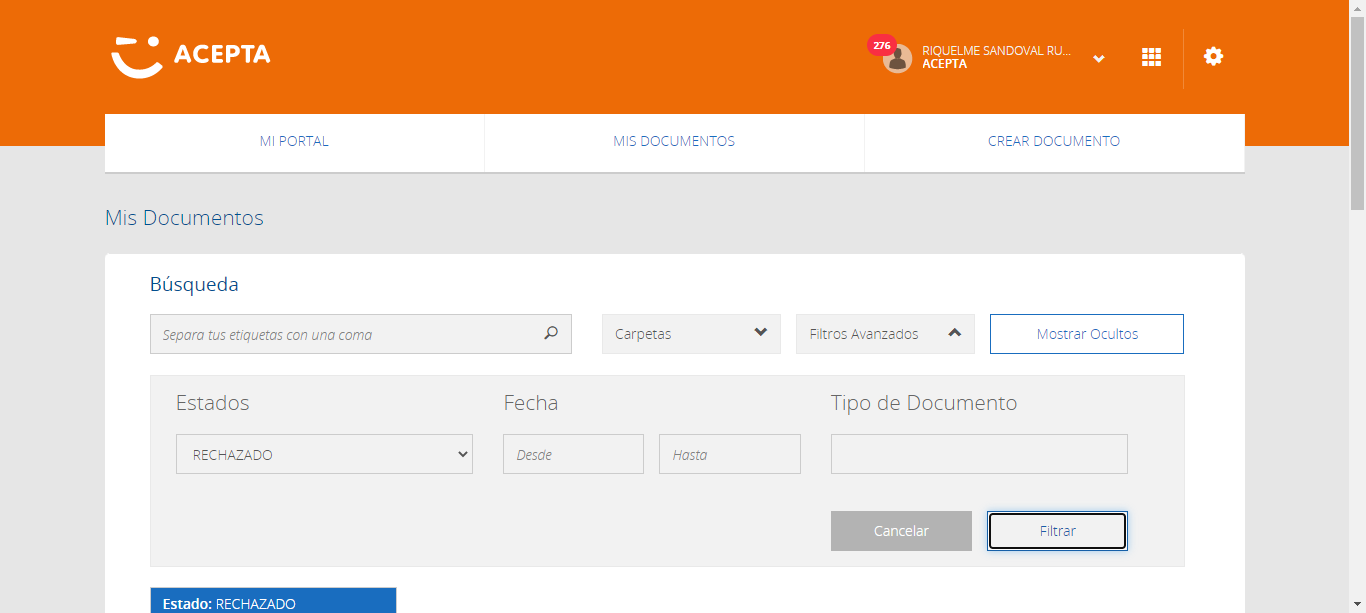 ACEPTA
276
RIQUELME SANDOVAL RU...
ACEPTA
MI PORTAL
MIS DOCUMENTOS
CREAR DOCUMENTO
Mis Documentos
Búsqueda
Separa tus etiquetas con una coma
Carpetas
Filtros Avanzados
Mostrar Ocultos
Estados
Fecha
Tipo de Documento
RECHAZADO
Desde
Hasta
Cancelar
Filtrar
Estado: RECHAZADO